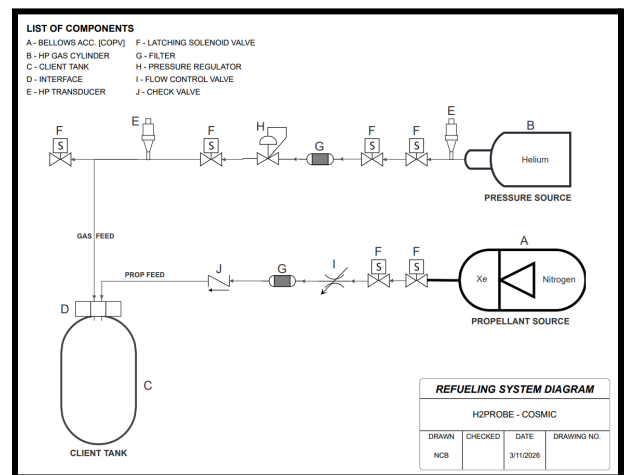 LIST OF COMPONENTS
A - BELLOWS ACC. [COPV] F - LATCHING SOLENOID VALVE
B - HP GAS CYLINDER G - FILTER
C - CLIENT TANK H - PRESSURE REGULATOR
D - INTERFACE I - FLOW CONTROL VALVE
E - HP TRANSDUCER J - CHECK VALVE
F E F H G F F E B
S S S S
Helium
PRESSURE SOURCE
GAS FEED
A
PROP FEED J G I F F
S S
Xe Nitrogen
PROPELLANT SOURCE
D
C
CLIENT TANK
REFUELING SYSTEM DIAGRAM
H2PROBE - COSMIC
DRAWN CHECKED DATE DRAWING NO.
NCB 3/11/2026